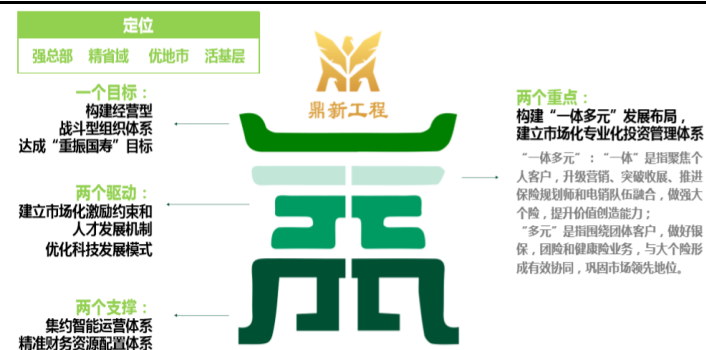 定位
强总部 精省域 优地市 活基层
一个目标：
构建经营型
战斗型组织体系
达成“重振国寿”目标
两个驱动：
建立市场化激励约束和
人才发展机制
优化科技发展模式
两个支撑：
集约智能运营体系
精准财务资源配置体系
鼎新工程
两个重点：
构建“一体多元”发展布局，
建立市场化专业化投资管理体系
“一体多元”：“一体”是指聚焦个
人客户，升级营销、突破收展、推进
保险规划师和电销队伍融合，做强大
个险，提升价值创造能力；
“多元”是指围绕团体客户，做好银
保，团险和健康险业务，与大个险形
成有效协同，巩固市场领先地位。